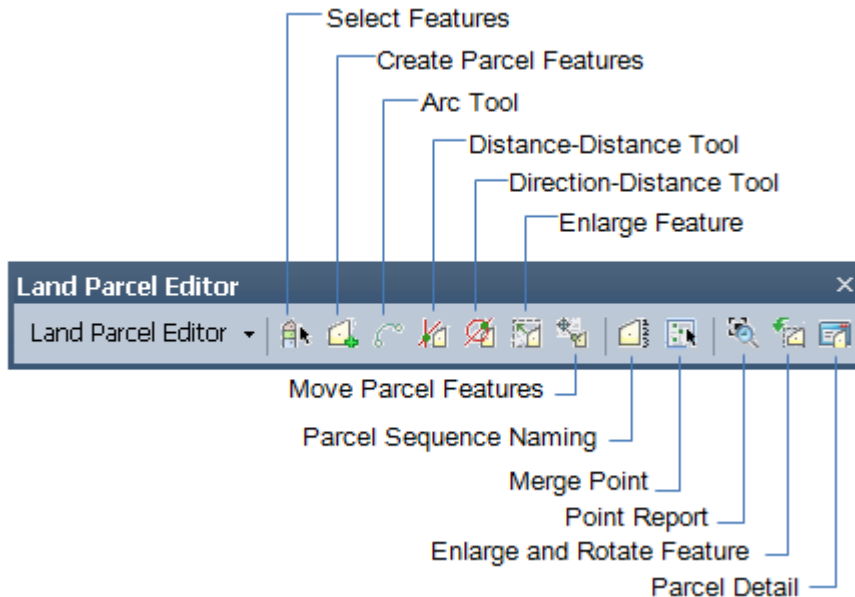 Select Features
Create Parcel Features
Arc Tool
Distance-Distance Tool
Direction-Distance Tool
Enlarge Feature
Land Parcel Editor
Land Parcel Editor
Move Parcel Features
Parcel Sequence Naming
Merge Point
Point Report
Enlarge and Rotate Feature
Parcel Detail